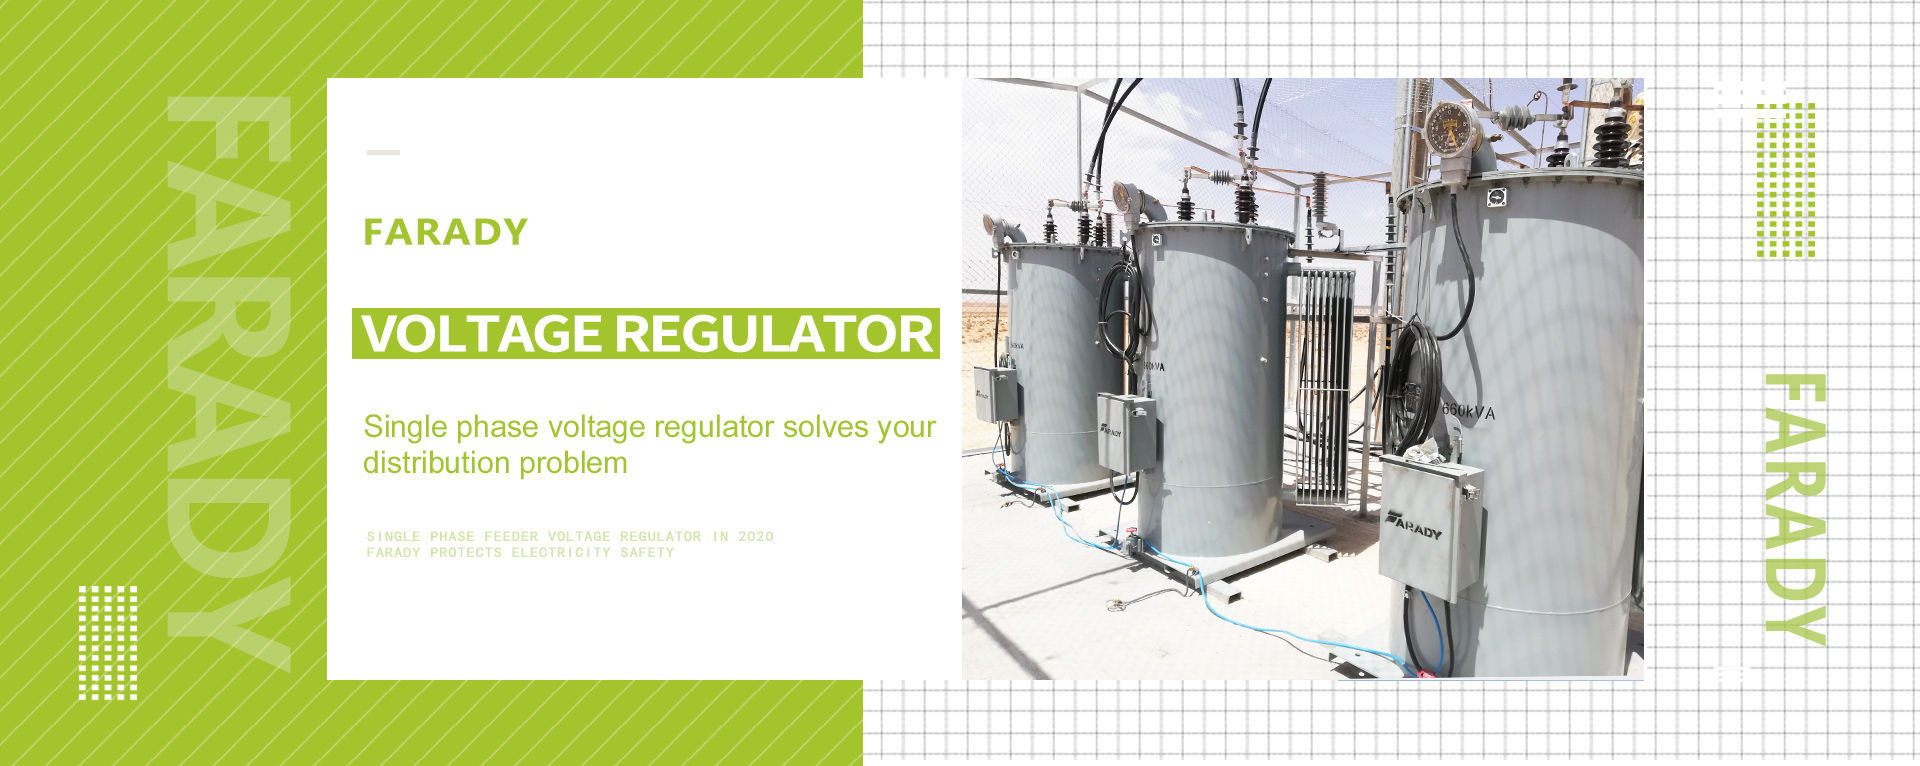 FARADY
FARADY
VOLTAGE REGULATOR
Single phase voltage regulator solves your
distribution problem
SINGLE PHASE FEEDER VOLTAGE REGULATOR IN 2020
FARADY PROTECTS ELECTRICITY SAFETY
660kVA
660kVA
FARADY
FARADY
FARADY